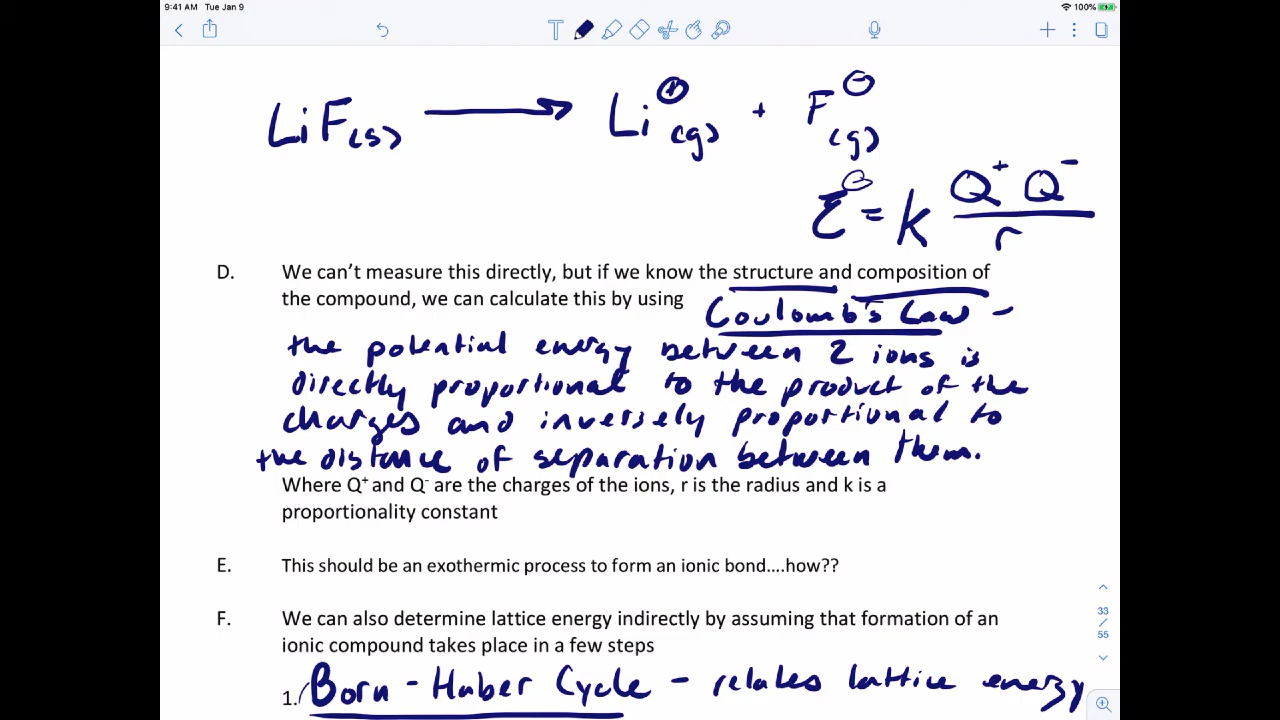 9:41 AM Tue Jan 9
100%
LiF(s) → Li⁺(g) + F⁻(g)
E = k Q⁺ Q⁻ / r
D. We can’t measure this directly, but if we know the structure and composition of
the compound, we can calculate this by using Coulomb's Law -
the potential energy between 2 ions is
directly proportional to the product of the
charges and inversely proportional to
the distance of separation between them.
Where Q⁺ and Q⁻ are the charges of the ions, r is the radius and k is a
proportionality constant
E. This should be an exothermic process to form an ionic bond....how??
F. We can also determine lattice energy indirectly by assuming that formation of an
ionic compound takes place in a few steps
1. Born - Haber Cycle - relates lattice energy
33
/
55